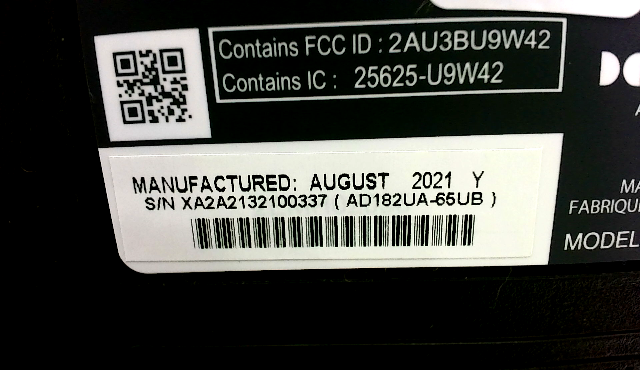 Contains FCC ID : 2AU3BU9W42
Contains IC : 25625-U9W42
MANUFACTURED: AUGUST 2021 Y
S/N XA2A2132100337 ( AD182UA-65UB )
MODEL